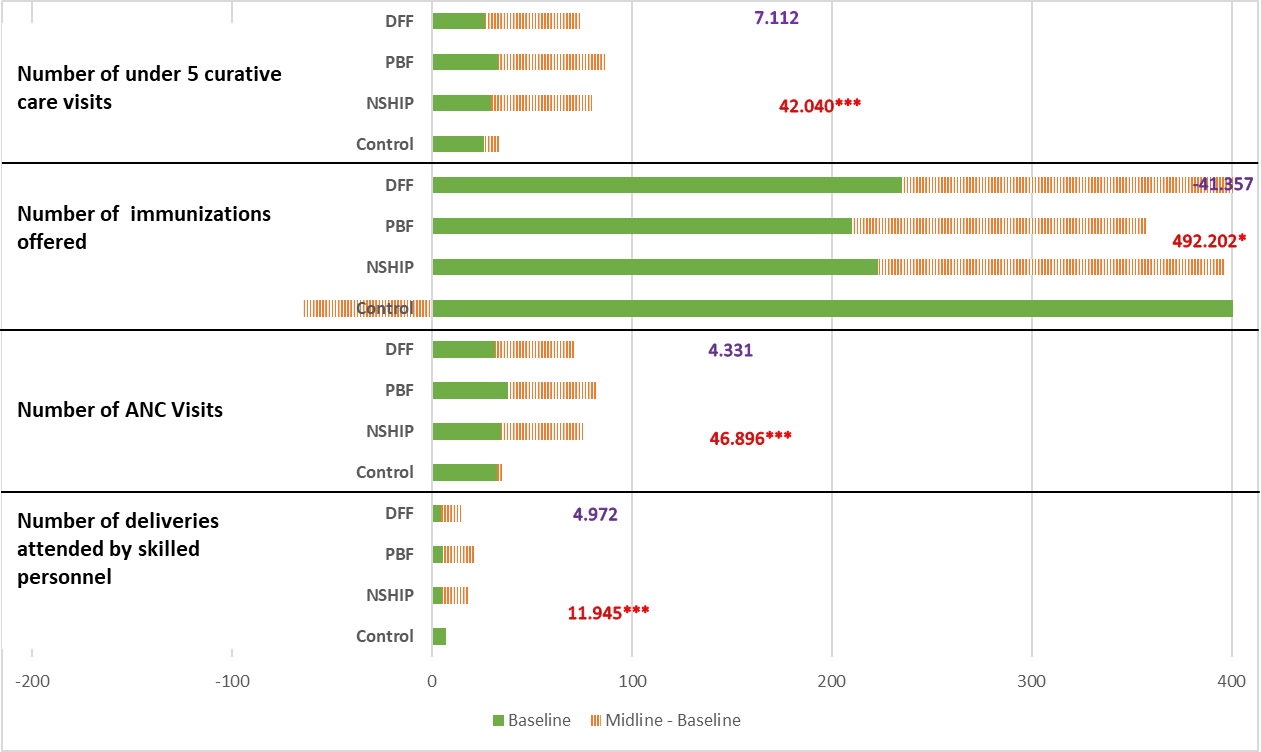 DFF
7.112
PBF
Number of under 5 curative
care visits
NSHIP
42.040***
Control
DFF
-41.357
Number of  immunizations
offered
PBF
492.202*
NSHIP
Control
DFF
4.331
PBF
Number of ANC Visits
NSHIP
46.896***
Control
DFF
4.972
Number of deliveries
attended by skilled
personnel
PBF
NSHIP
11.945***
Control
-200 -100 0 100 200 300 400
Baseline Midline - Baseline